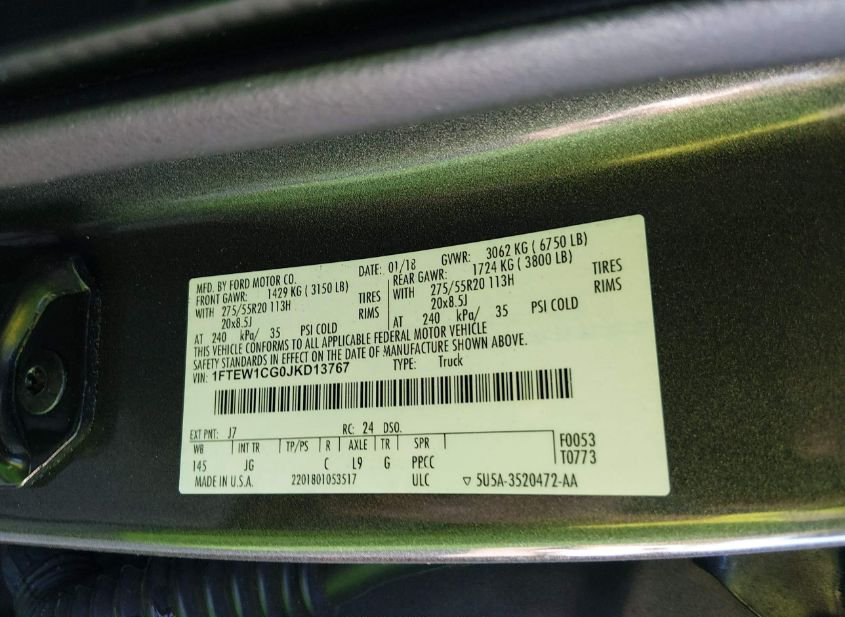 MFD. BY FORD MOTOR CO. DATE: 01/18 GVWR: 3062 KG ( 6750 LB)
FRONT GAWR: 1429 KG ( 3150 LB) REAR GAWR: 1724 KG ( 3800 LB)
WITH 275/55R20 113H TIRES WITH 275/55R20 113H TIRES
20x8.5J RIMS 20x8.5J RIMS
AT 240 kPa/ 35 PSI COLD AT 240 kPa/ 35 PSI COLD
THIS VEHICLE CONFORMS TO ALL APPLICABLE FEDERAL MOTOR VEHICLE
SAFETY STANDARDS IN EFFECT ON THE DATE OF MANUFACTURE SHOWN ABOVE.
VIN: 1FTEW1CG0JKD13767 TYPE: Truck
EXT PNT: J7 RC: 24 DSO:
WB INT TR TP/PS R AXLE TR SPR F0053
145 JG C L9 G PPCC T0773
MADE IN U.S.A. 2201801053517 ULC ▽ 5U5A-3520472-AA